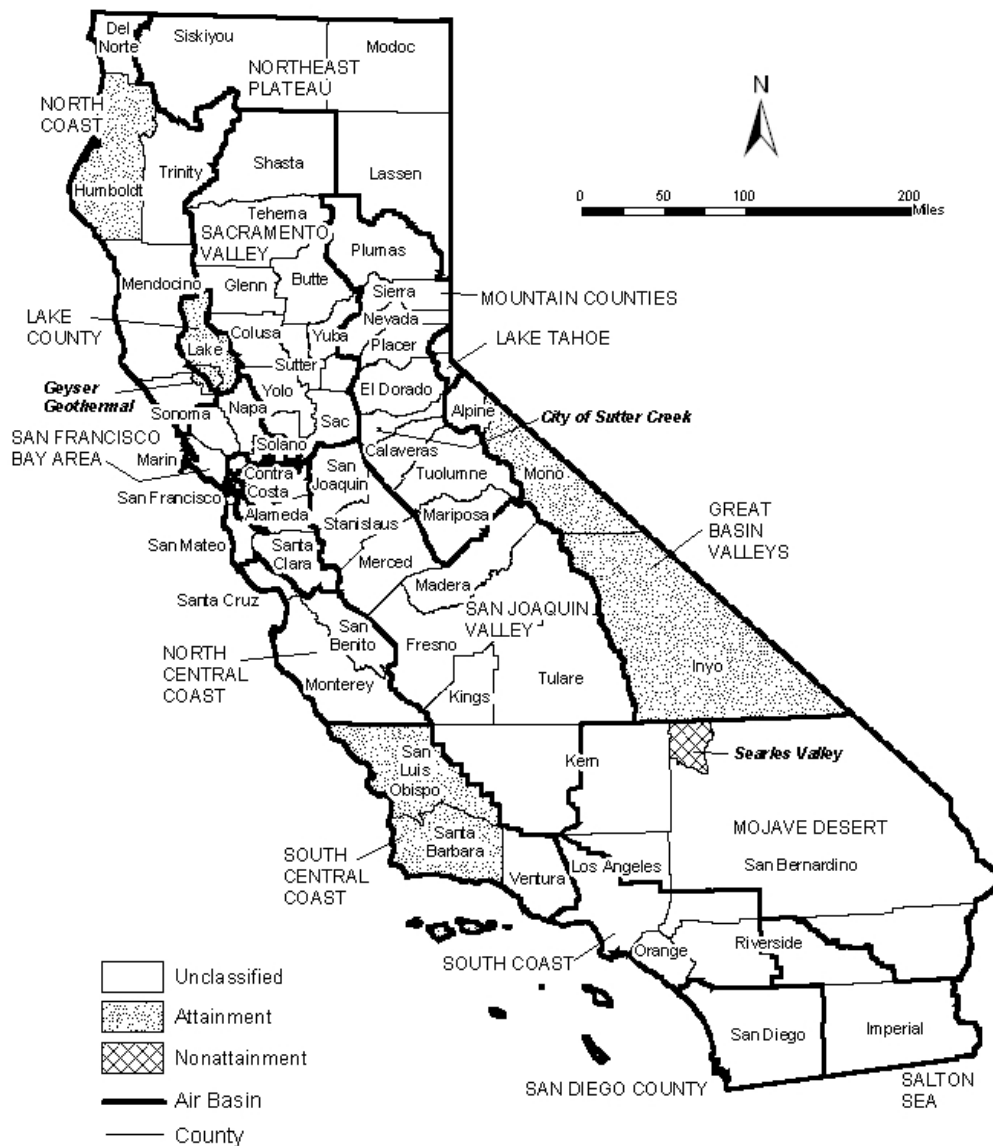 Del
Norte
Siskiyou
Modoc
NORTHEAST
PLATEAU
NORTH
COAST
N
Humboldt
Trinity
Shasta
Lassen
0 50 100 200
Miles
Tehema
SACRAMENTO
VALLEY
Plumas
Mendocino
Glenn
Butte
Sierra
MOUNTAIN COUNTIES
LAKE
COUNTY
Nevada
Colusa
Yuba
Placer
LAKE TAHOE
Lake
Sutter
Geyser
Geothermal
Yolo
El Dorado
Napa
Sonoma
Sac
Alpine
City of Sutter Creek
SAN FRANCISCO
BAY AREA
Solano
Calaveras
Marin
Contra
Costa
San
Joaquin
Tuolumne
Mono
San Francisco
Alameda
Stanislaus
Mariposa
GREAT
BASIN
VALLEYS
San Mateo
Santa
Clara
Merced
Madera
Santa Cruz
SAN JOAQUIN
VALLEY
San
Benito
Fresno
NORTH
CENTRAL
COAST
Inyo
Monterey
Kings
Tulare
San
Luis
Obispo
Kern
Searles Valley
Santa
Barbara
MOJAVE DESERT
SOUTH
CENTRAL
COAST
Ventura
Los Angeles
San Bernardino
SOUTH COAST
Orange
Riverside
Unclassified
Attainment
Nonattainment
Air Basin
County
San Diego
Imperial
SAN DIEGO COUNTY
SALTON
SEA